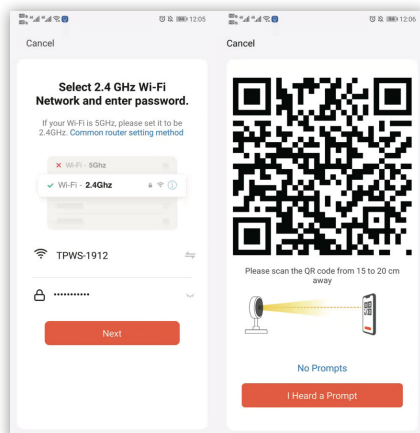 12:05
Cancel
Select 2.4 GHz Wi-Fi
Network and enter password.
If your Wi-Fi is 5GHz, please set it to be
2.4GHz. Common router setting method
Wi-Fi - 5Ghz
Wi-Fi - 2.4Ghz
TPWS-1912
Next
12:06
Cancel
Please scan the QR code from 15 to 20 cm
away
No Prompts
I Heard a Prompt